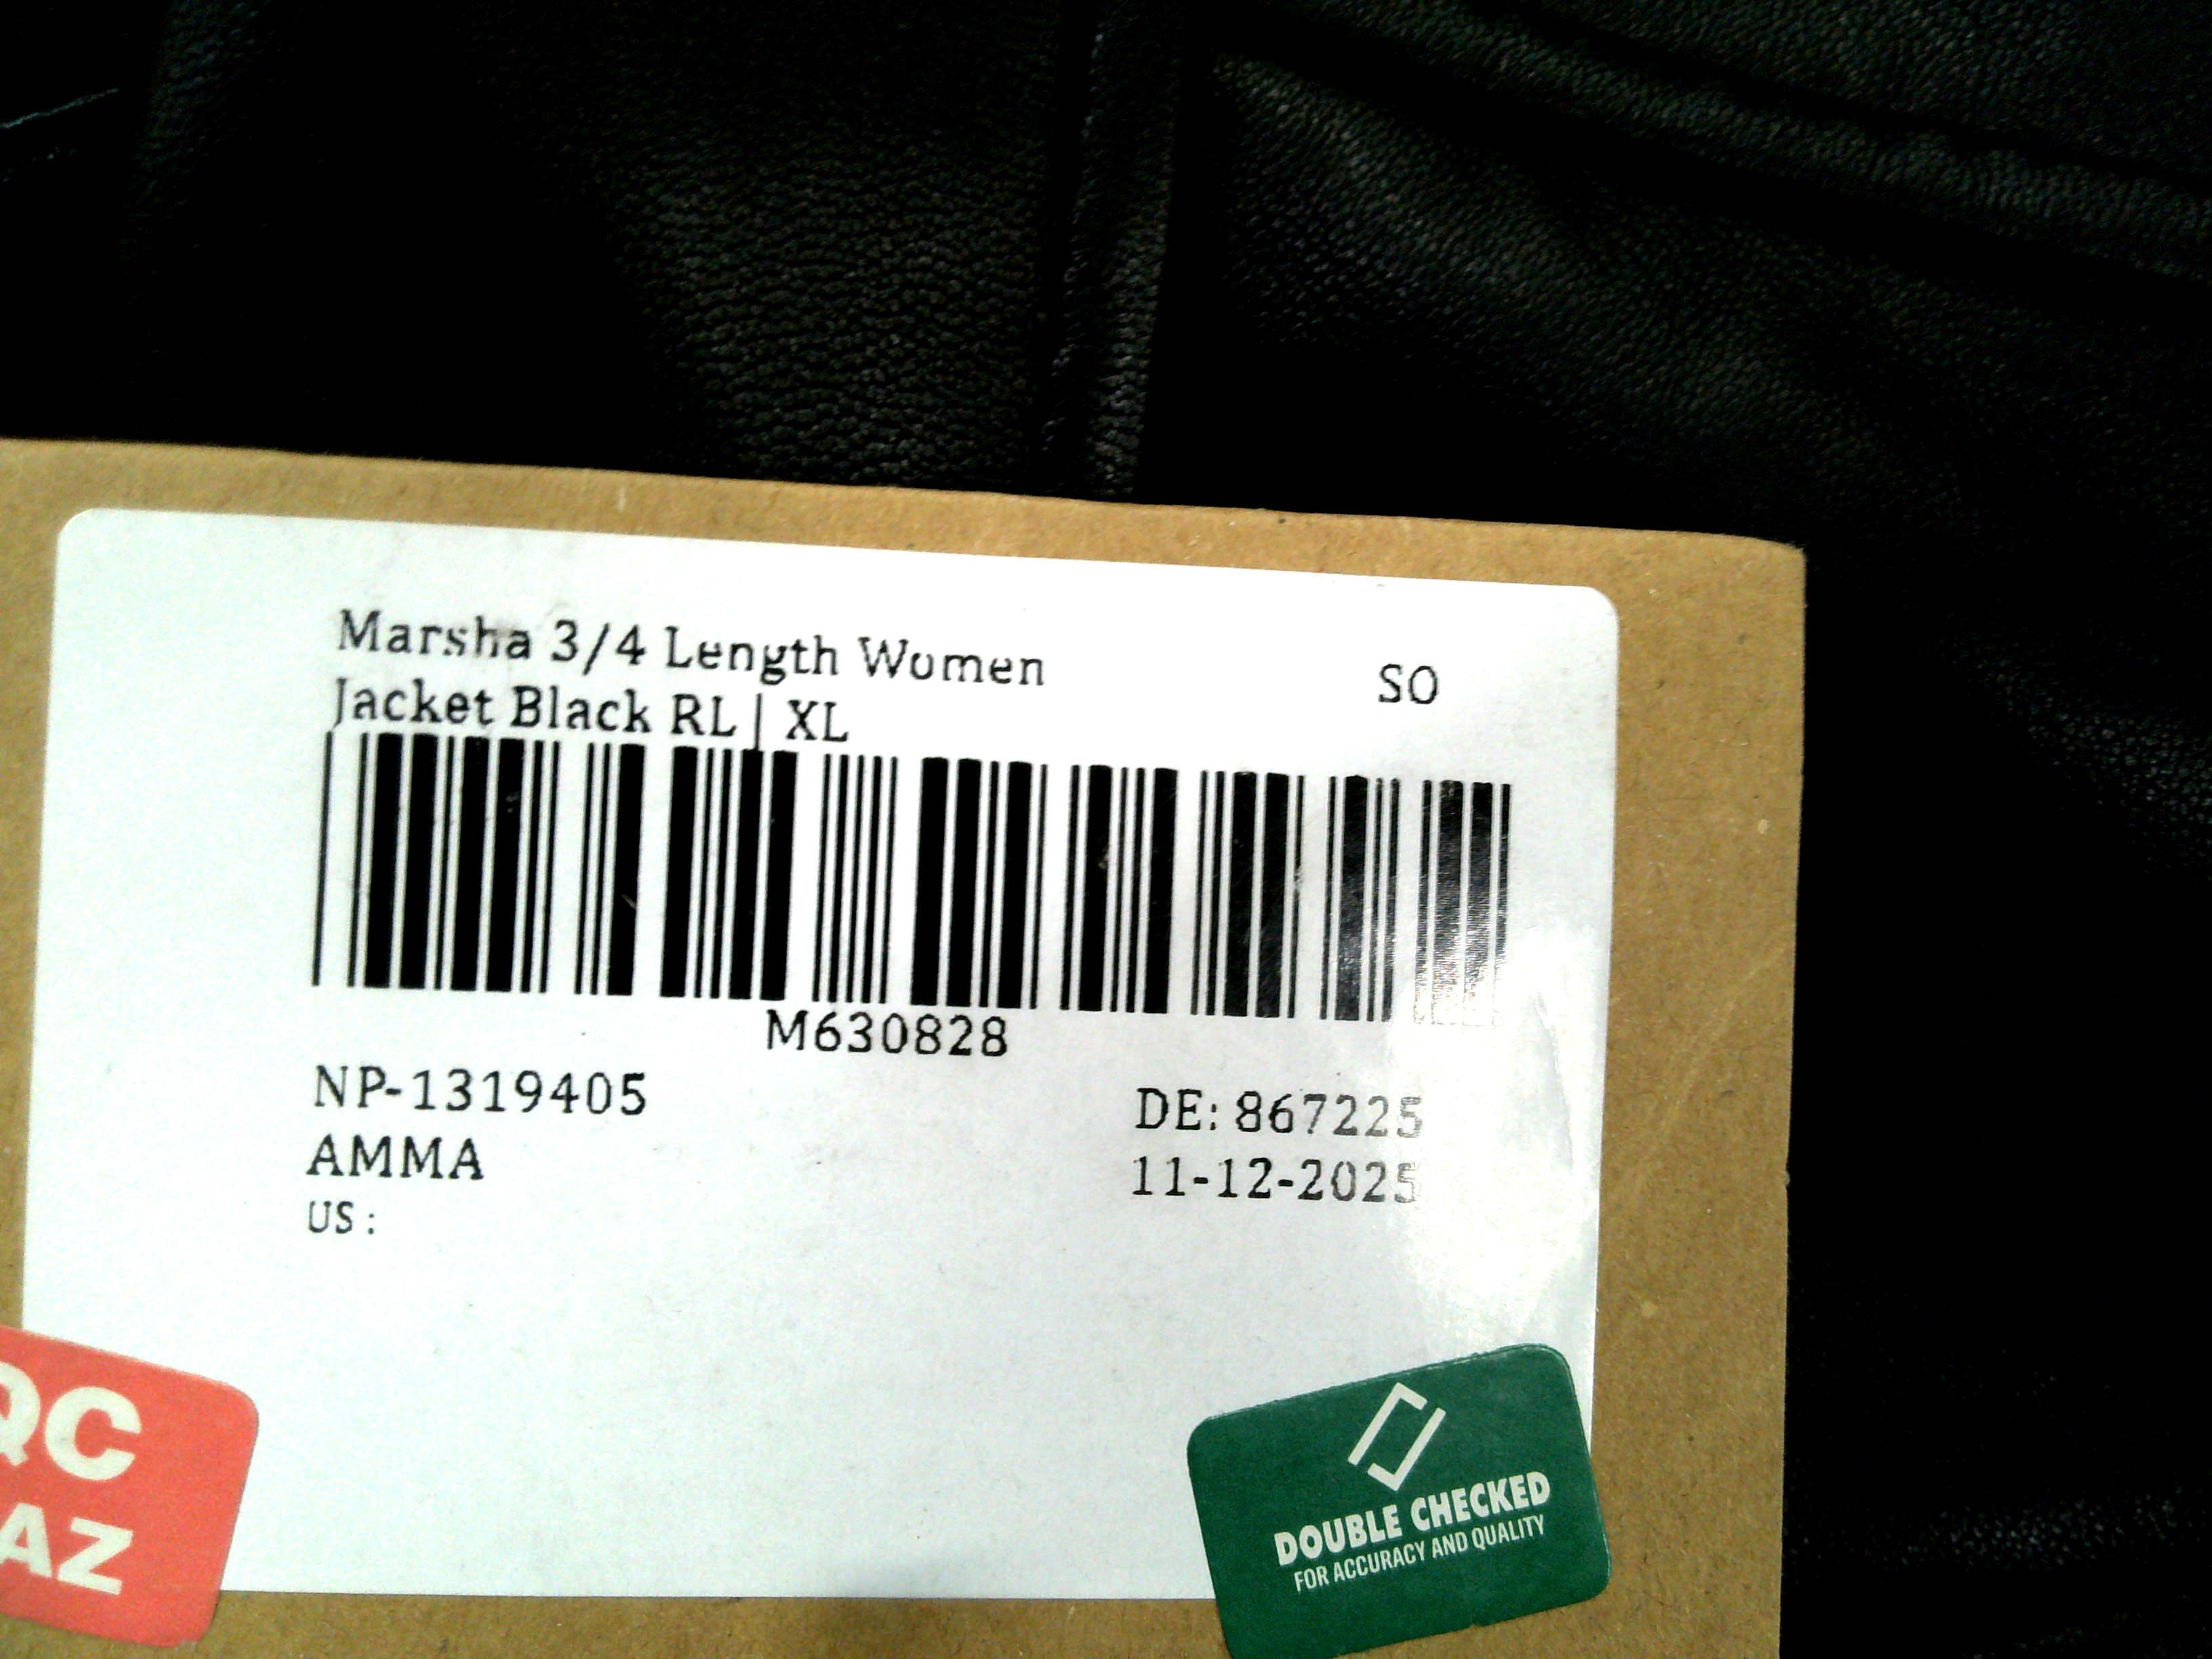 Marsha 3/4 Length Women
Jacket Black RL | XL
SO
M630828
NP-1319405
DE: 867225
AMMA
11-12-2025
US :
QC
AZ
DOUBLE CHECKED
FOR ACCURACY AND QUALITY